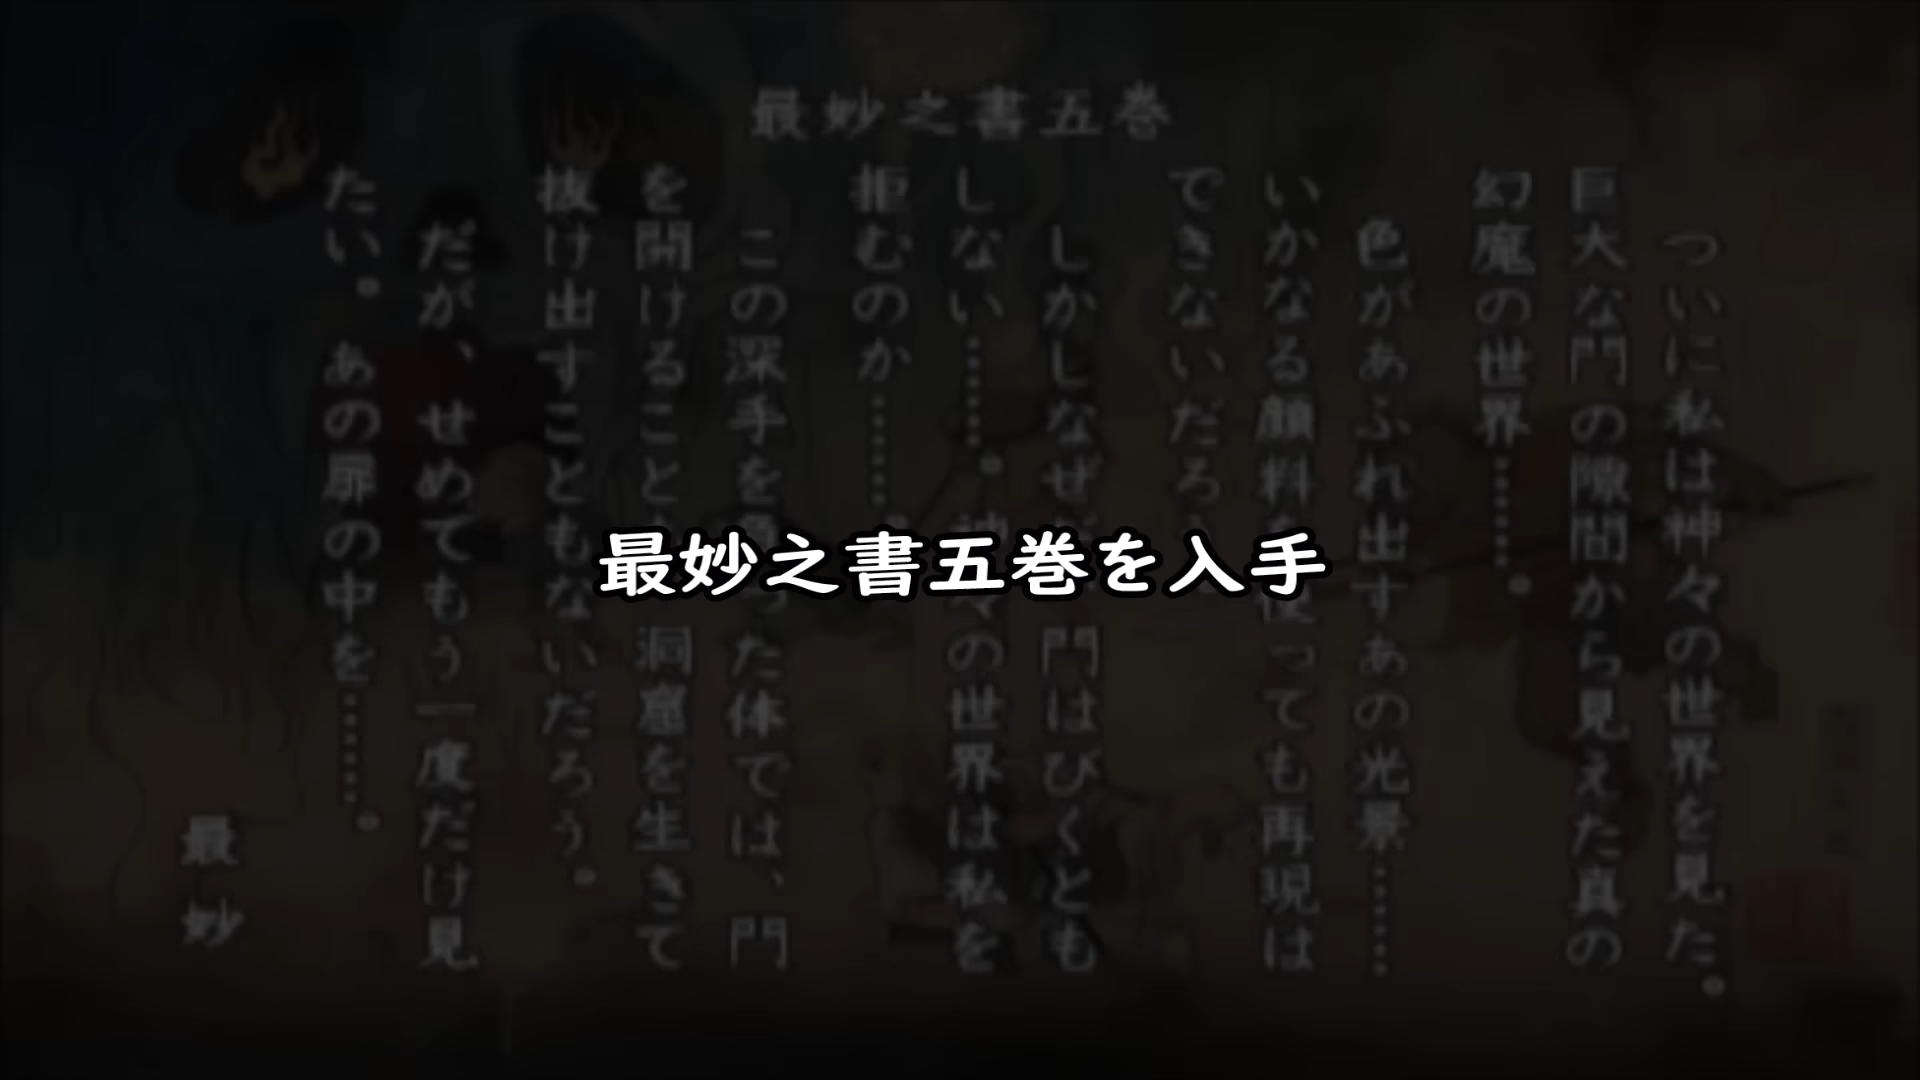 最妙之書五巻
ついに私は神々の世界を見た。
巨大な門の隙間から見えた真の
幻魔の世界……。
色があふれ出すあの光景……
いかなる顔料を使っても再現は
できないだろ
しかしなぜ 門はびくとも
しない……。神々の世界は私を
拒むのか……。
この深手を負った体では、門
を開けること 洞窟を生きて
抜け出すこともないだろう。
だが、せめてもう一度だけ見
たい。あの扉の中を……。
最妙
最妙之書五巻を入手